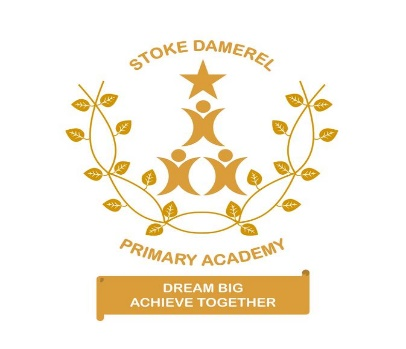 STOKE DAMEREL
PRIMARY ACADEMY
DREAM BIG
ACHIEVE TOGETHER